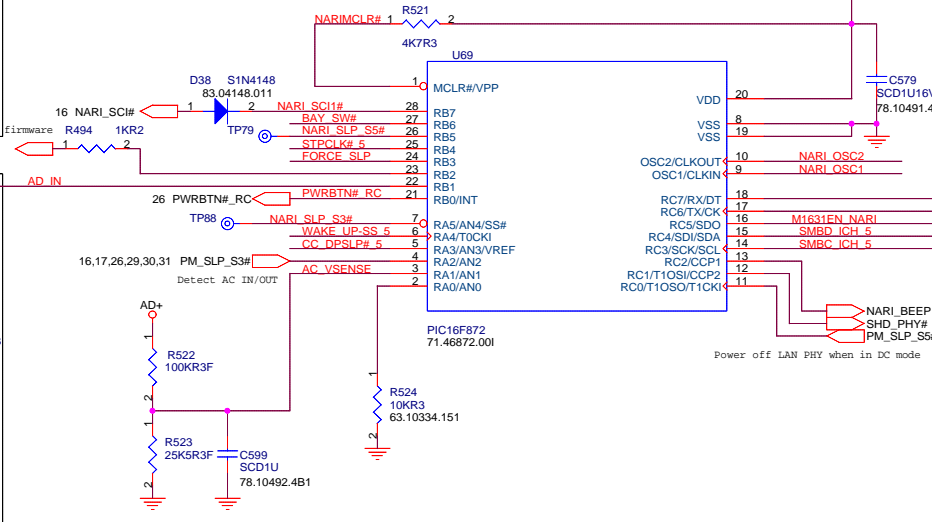 R521
NARIMCLR# 1 2
4K7R3
U69
D38 S1N4148
83.04148.011
1 MCLR#/VPP
16 NARI_SCI# 1 2 NARI_SCI1# 28 RB7
BAY_SW# 27 RB6
TP79 NARI_SLP_S5# 26 RB5
firmware R494 1KR2
STPCLK#_5 25 RB4
1 2
FORCE_SLP 24 RB3
23 RB2
AD_IN 22 RB1
26 PWRBTN#_RC PWRBTN#_RC 21 RB0/INT
TP88 NARI_SLP_S3# 7 RA5/AN4/SS#
WAKE_UP-SS_5 6 RA4/T0CKI
CC_DPSLP#_5 5 RA3/AN3/VREF
16,17,26,29,30,31 PM_SLP_S3# 4 RA2/AN2
Detect AC IN/OUT AC_VSENSE 3 RA1/AN1
2 RA0/AN0
VDD 20
VSS 8
VSS 19
C579
SCD1U16V
78.10491.4
OSC2/CLKOUT 10 NARI_OSC2
OSC1/CLKIN 9 NARI_OSC1
RC7/RX/DT 18
RC6/TX/CK 17
RC5/SDO 16 M1631EN_NARI
RC4/SDI/SDA 15 SMBD_ICH_5
RC3/SCK/SCL 14 SMBC_ICH_5
RC2/CCP1 13
RC1/T1OSI/CCP2 12
RC0/T1OSO/T1CKI 11
NARI_BEEP
SHD_PHY#
PM_SLP_S5
Power off LAN PHY when in DC mode
PIC16F872
71.46872.00I
AD+
1
R522
100KR3F
2
1
R523
25K5R3F
2
C599
SCD1U
78.10492.4B1
1
R524
10KR3
63.10334.151
2